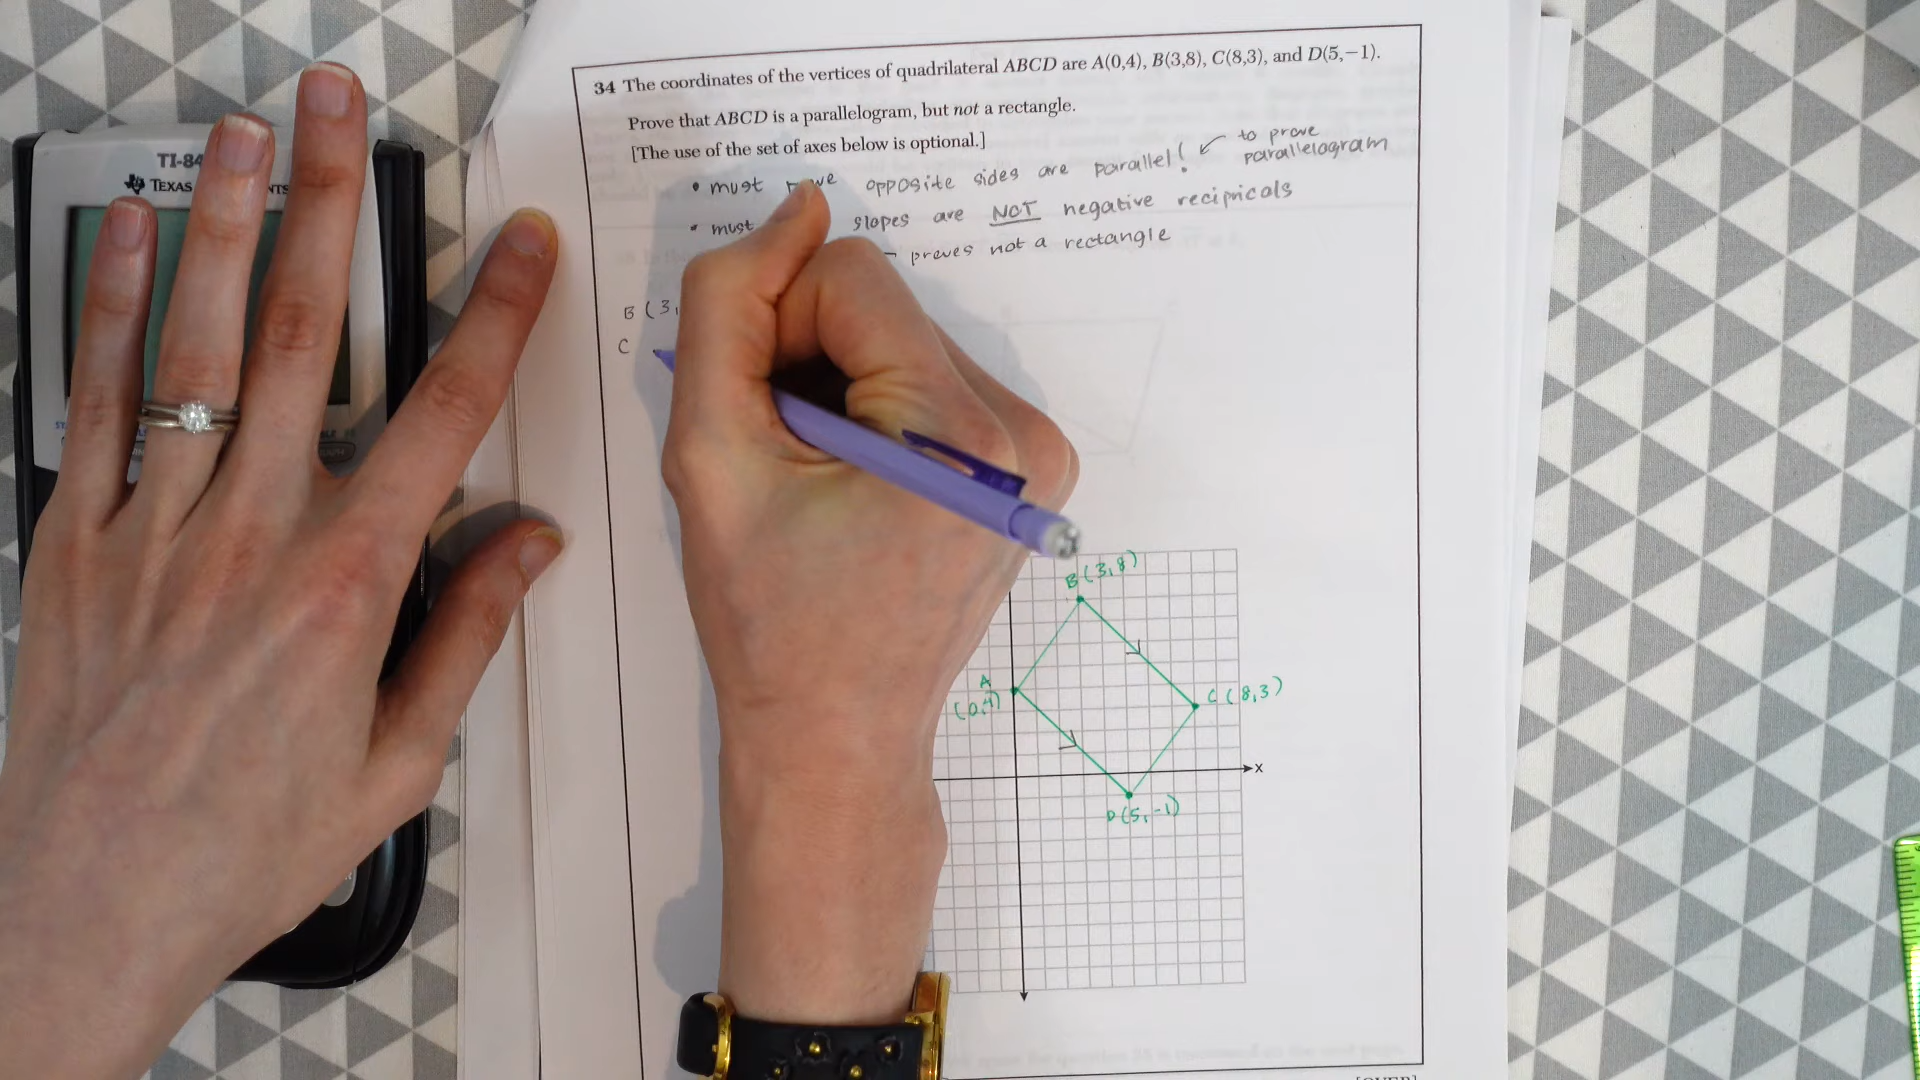 34 The coordinates of the vertices of quadrilateral ABCD are A(0,4), B(3,8), C(8,3), and D(5,−1).
Prove that ABCD is a parallelogram, but not a rectangle.
[The use of the set of axes below is optional.]
• must opposite sides are parallel! ← to prove parallelogram
• must slopes are NOT negative recipricals
proves not a rectangle
B (3,
C
TI-84
TEXAS
B(3,8)
A
(0,4)
C (8,3)
x
D(5,-1)
[OVER]